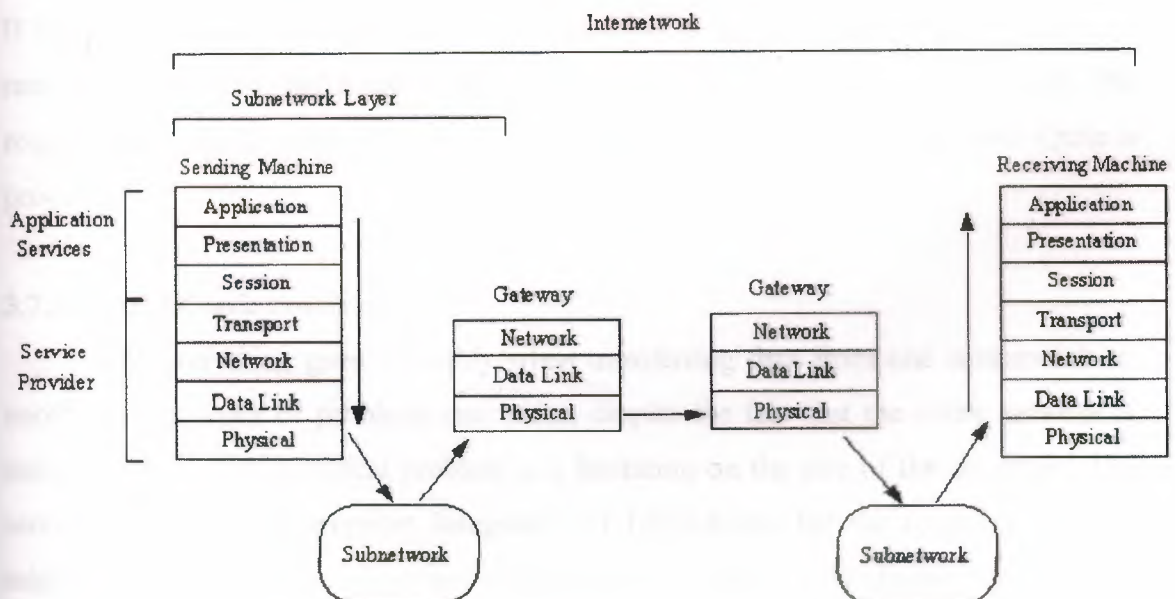 Internetwork
Subnetwork Layer
Sending Machine
Application
Presentation
Session
Transport
Network
Data Link
Physical
Application
Services
Service
Provider
Gateway
Network
Data Link
Physical
Gateway
Network
Data Link
Physical
Receiving Machine
Application
Presentation
Session
Transport
Network
Data Link
Physical
Subnetwork
Subnetwork